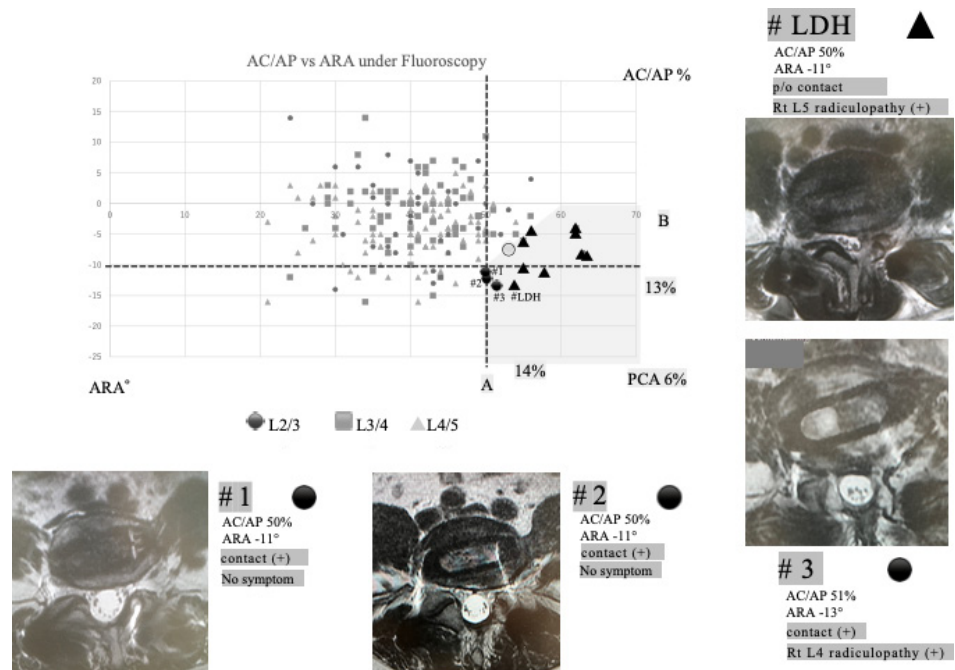 AC/AP vs ARA under Fluoroscopy
AC/AP %
20
15
10
5
0
-5
-10
-15
-20
-25
0
10
20
30
40
50
60
70
B
13%
#1
#2
#3
#LDH
ARA°
A
14%
PCA 6%
L2/3
L3/4
L4/5
# LDH
AC/AP 50%
ARA -11°
p/o contact
Rt L5 radiculopathy (+)
# 1
AC/AP 50%
ARA -11°
contact (+)
No symptom
# 2
AC/AP 50%
ARA -11°
contact (+)
No symptom
# 3
AC/AP 51%
ARA -13°
contact (+)
Rt L4 radiculopathy (+)